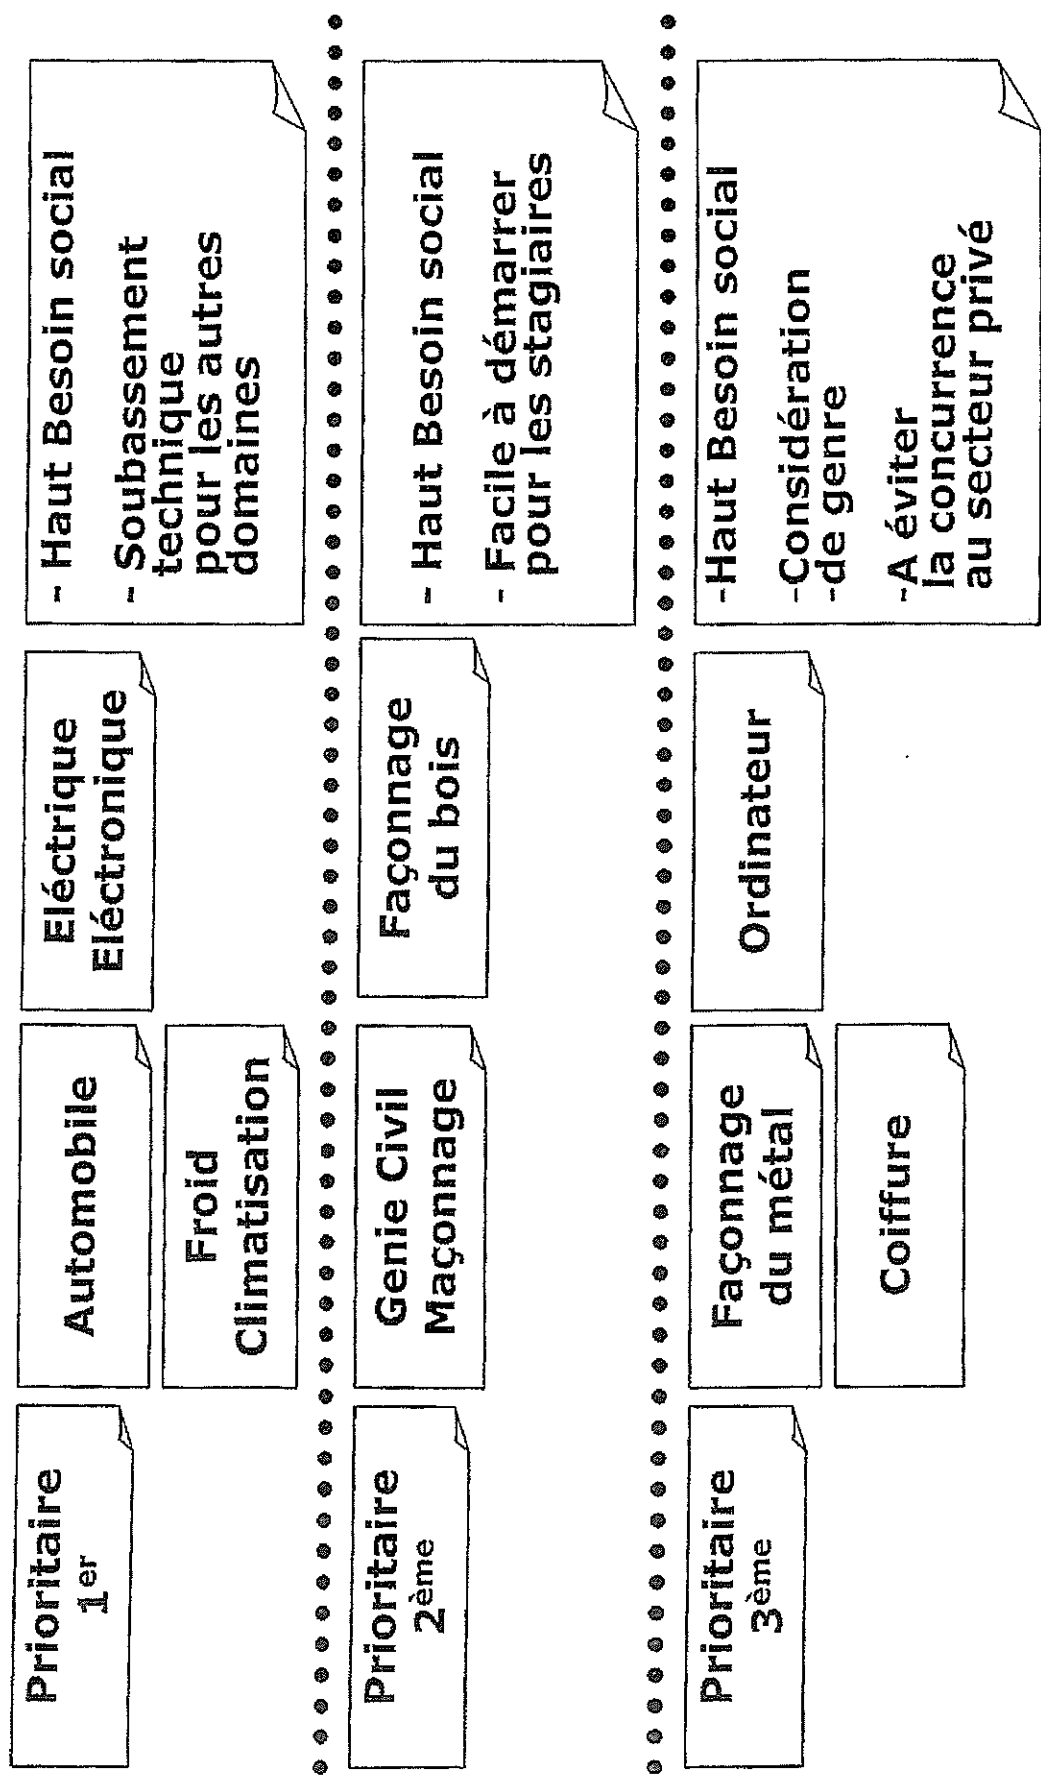 Prioritaire
1er
Automobile
Froid
Climatisation
Eléctrique
Eléctronique
- Haut Besoin social
- Soubassement
technique
pour les autres
domaines
Prioritaire
2ème
Genie Civil
Maçonnage
Façonnage
du bois
- Haut Besoin social
- Facile à démarrer
pour les stagiaires
Prioritaire
3ème
Façonnage
du métal
Coiffure
Ordinateur
-Haut Besoin social
-Considération
-de genre
-A éviter
la concurrence
au secteur privé